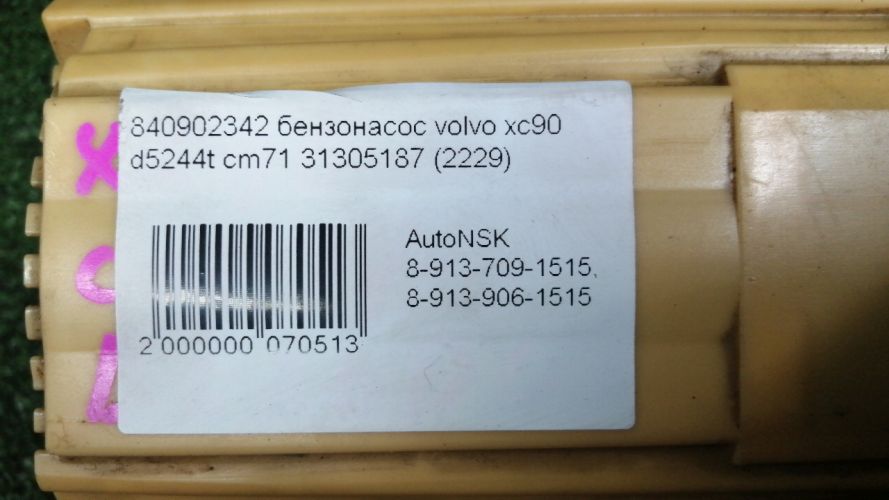 840902342 бензонасос volvo xc90
d5244t cm71 31305187 (2229)
AutoNSK
8-913-709-1515,
8-913-906-1515
2 000000 070513